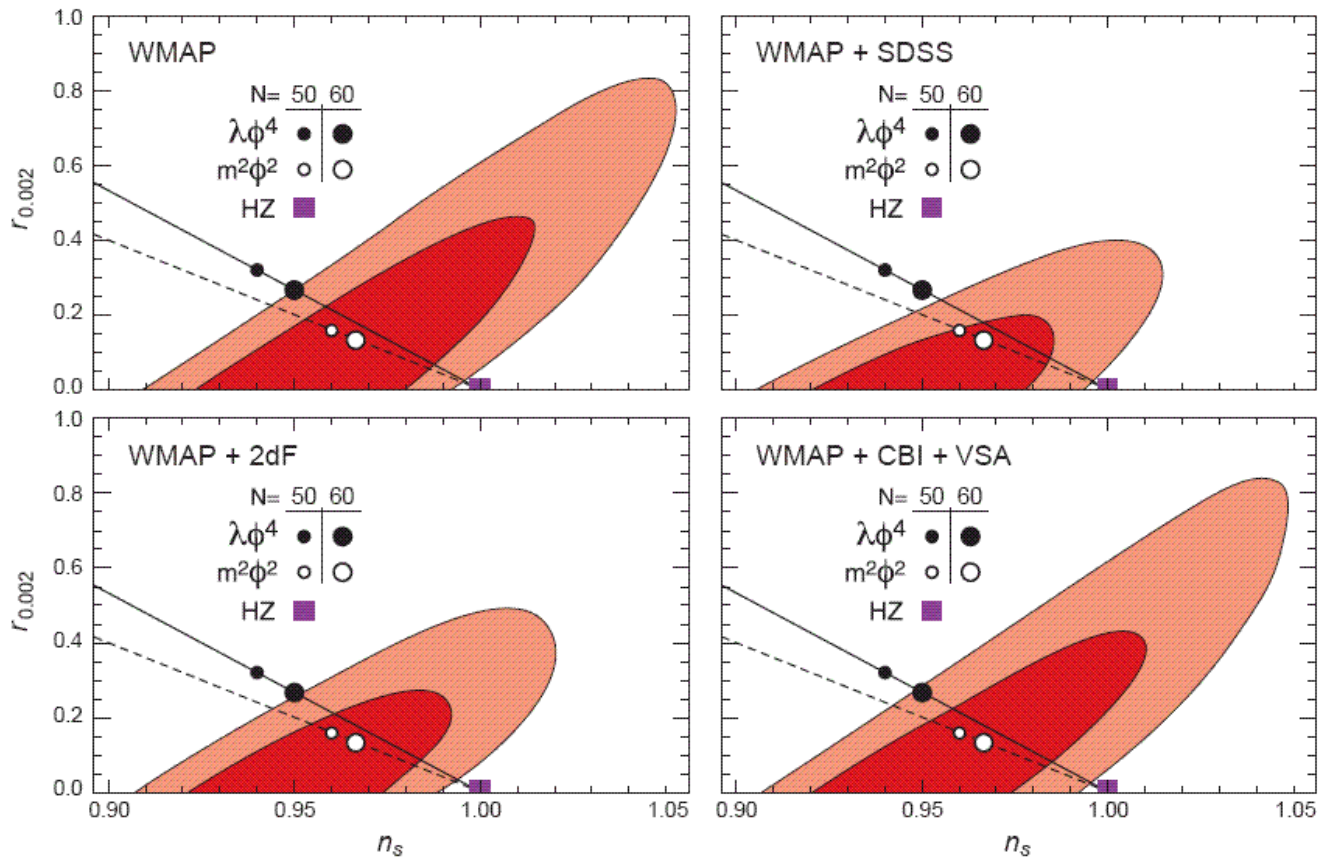 1.0
0.8
0.6
0.4
0.2
0.0
r0.002
WMAP
N= 50 60
λϕ⁴
m²ϕ²
HZ
WMAP + SDSS
N= 50 60
λϕ⁴
m²ϕ²
HZ
1.0
0.8
0.6
0.4
0.2
0.0
r0.002
WMAP + 2dF
N= 50 60
λϕ⁴
m²ϕ²
HZ
0.90 0.95 1.00 1.05
ns
WMAP + CBI + VSA
N= 50 60
λϕ⁴
m²ϕ²
HZ
0.90 0.95 1.00 1.05
ns